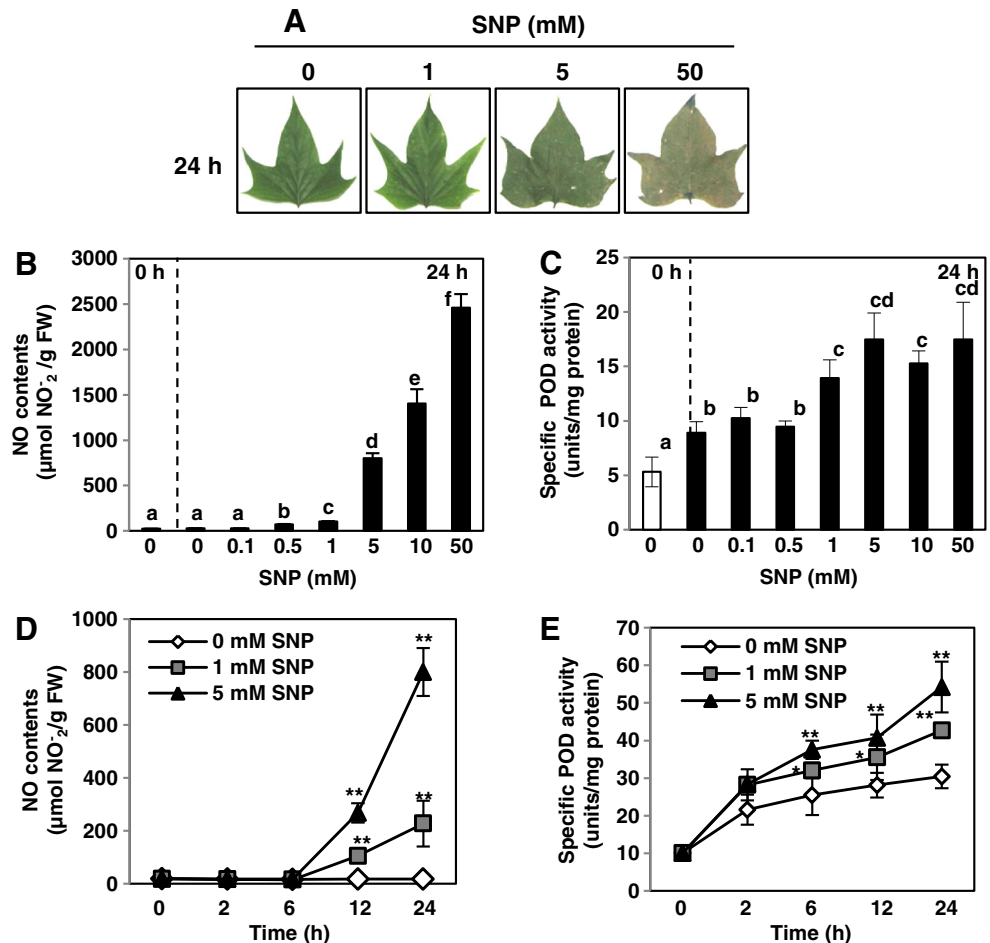 A
SNP (mM)
0 1 5 50
24 h
B
NO contents
(µmol NO₂⁻ /g FW)
3000
2500
2000
1500
1000
500
0
0 h
24 h
a a a b c d e f
0 0 0.1 0.5 1 5 10 50
SNP (mM)
C
Specific POD activity
(units/mg protein)
25
20
15
10
5
0
0 h
24 h
a b b b c cd c cd
0 0 0.1 0.5 1 5 10 50
SNP (mM)
D
NO contents
(µmol NO₂⁻/g FW)
1000
800
600
400
200
0
0 mM SNP
1 mM SNP
5 mM SNP
** ** ** **
0 2 6 12 24
Time (h)
E
Specific POD activity
(units/mg protein)
70
60
50
40
30
20
10
0
0 mM SNP
1 mM SNP
5 mM SNP
** * ** * ** **
0 2 6 12 24
Time (h)